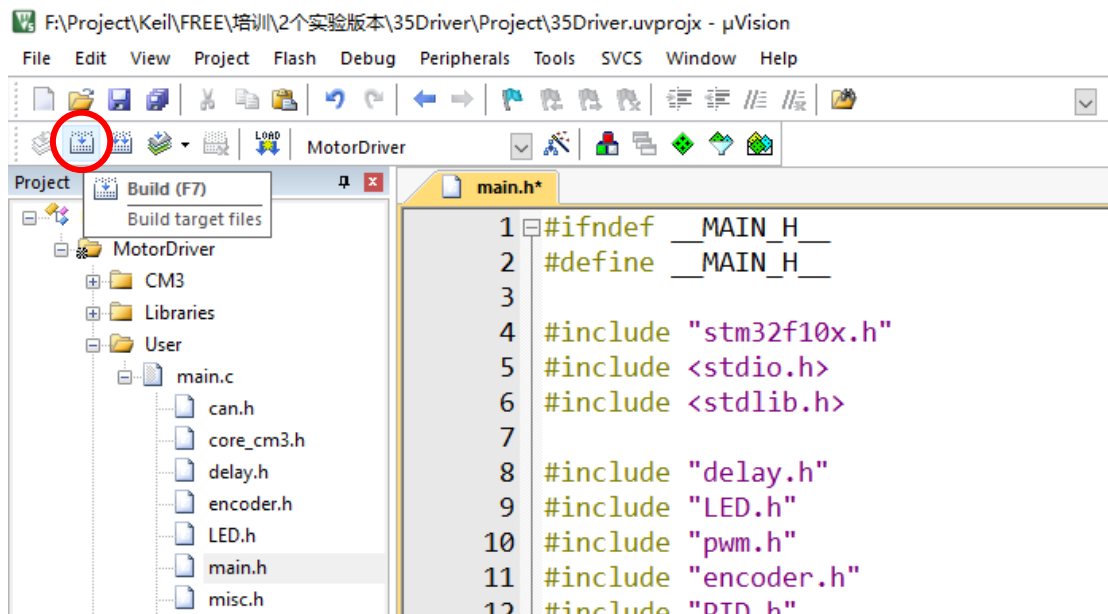 F:\Project\Keil\FREE\培训\2个实验版本\35Driver\Project\35Driver.uvprojx - µVision
File Edit View Project Flash Debug Peripherals Tools SVCS Window Help
LOAD
MotorDriver
Project
Build (F7)
Build target files
main.h*
MotorDriver
CM3
Libraries
User
main.c
can.h
core_cm3.h
delay.h
encoder.h
LED.h
main.h
misc.h
1 #ifndef __MAIN_H__
2 #define __MAIN_H__
3
4 #include "stm32f10x.h"
5 #include <stdio.h>
6 #include <stdlib.h>
7
8 #include "delay.h"
9 #include "LED.h"
10 #include "pwm.h"
11 #include "encoder.h"
12 #include "PID.h"